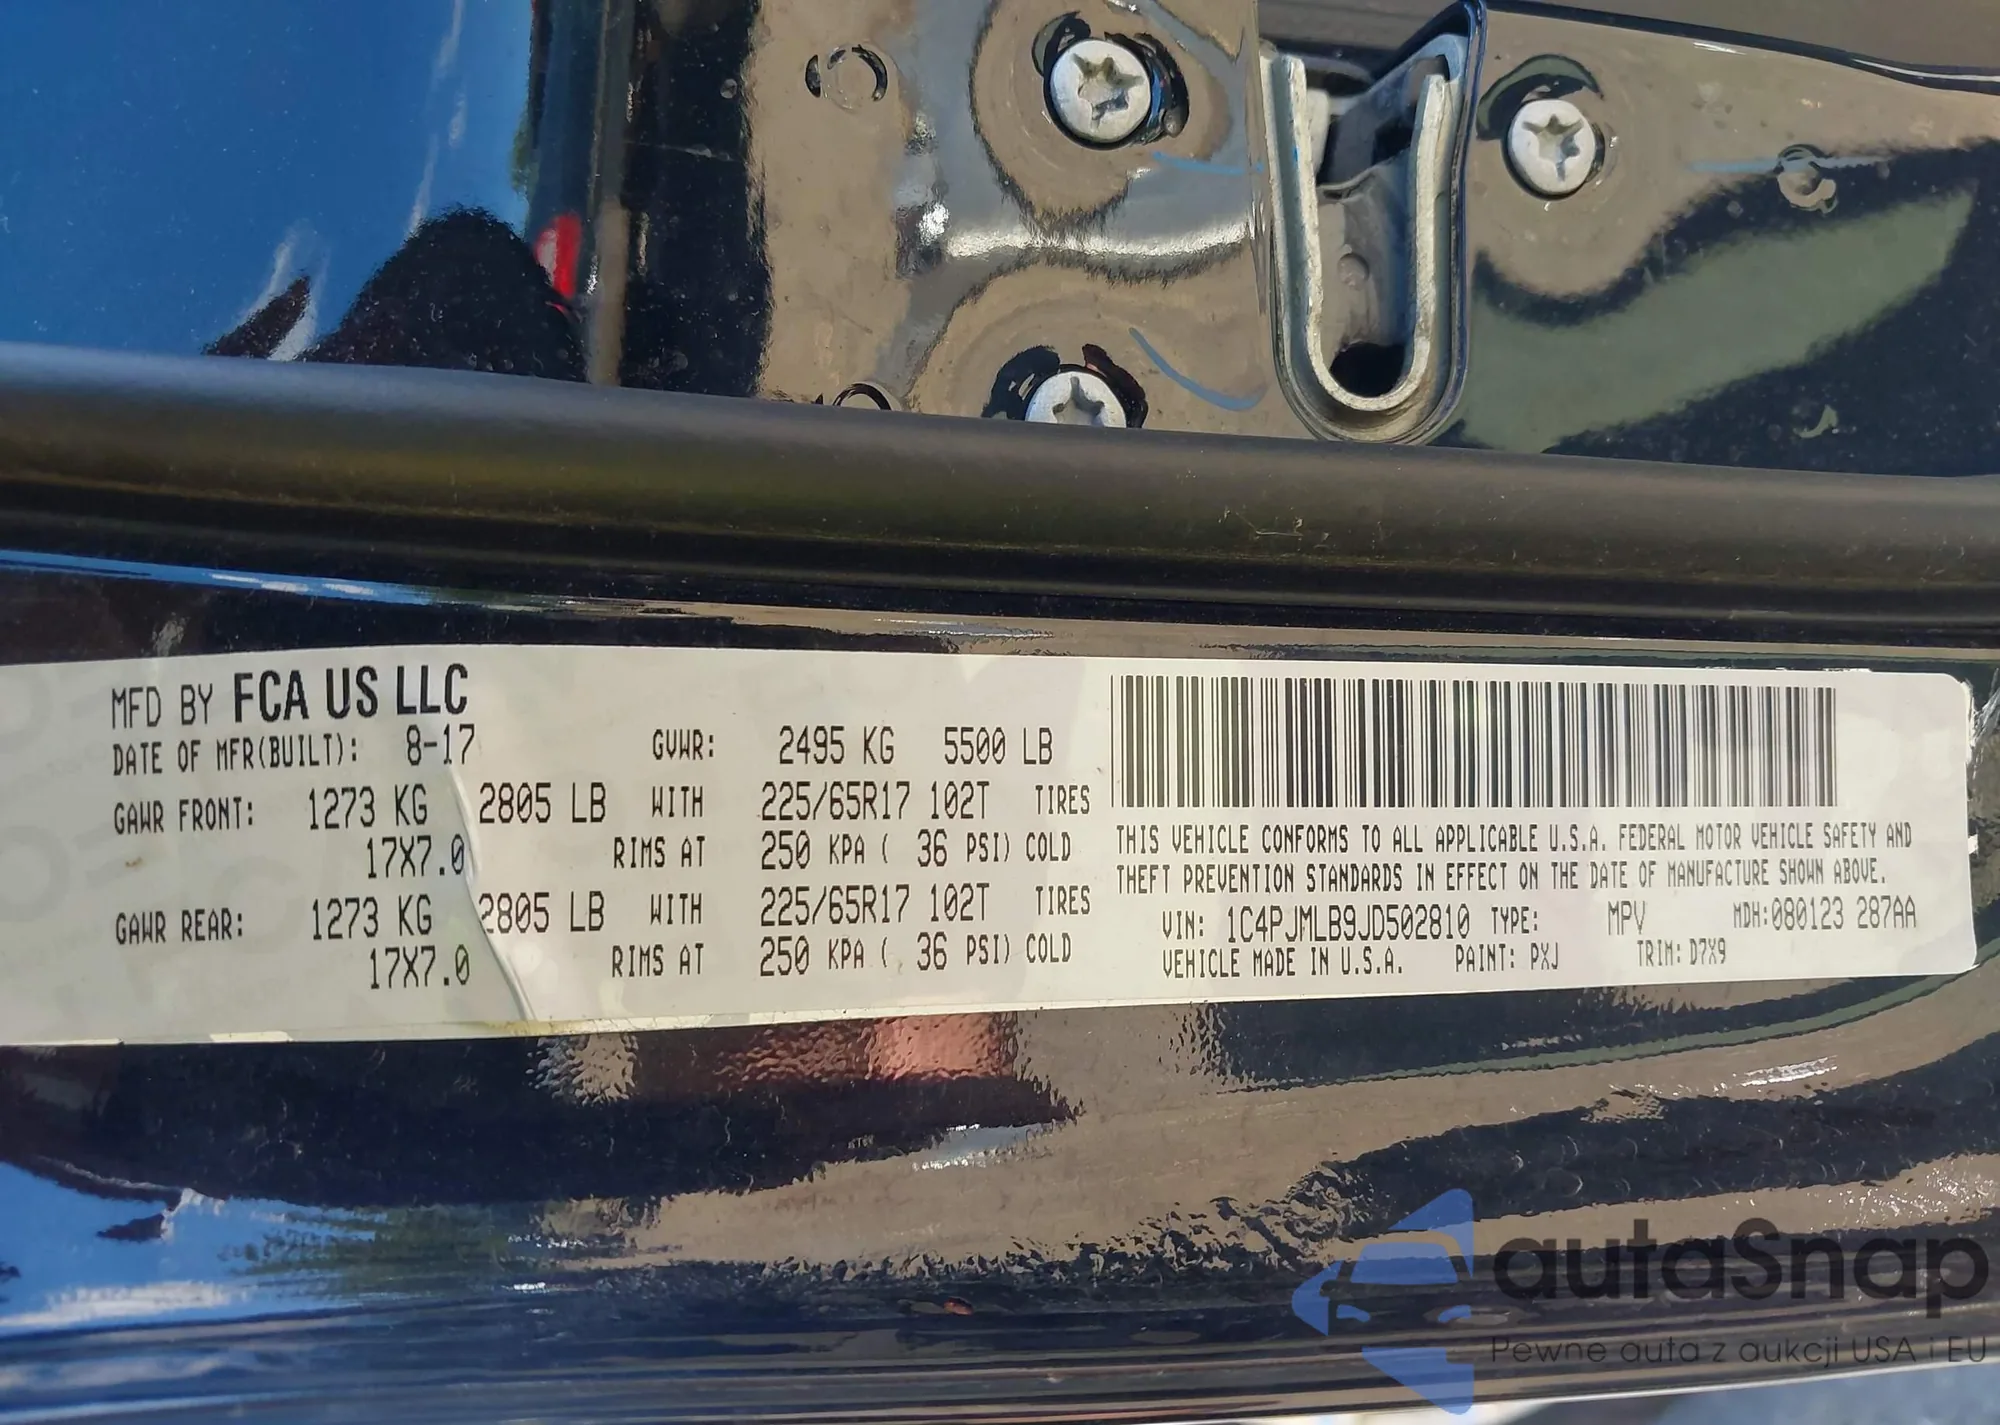 MFD BY FCA US LLC
DATE OF MFR(BUILT): 8-17 GVWR: 2495 KG 5500 LB
GAWR FRONT: 1273 KG 2805 LB WITH 225/65R17 102T TIRES
17X7.0 RIMS AT 250 KPA ( 36 PSI) COLD
GAWR REAR: 1273 KG 2805 LB WITH 225/65R17 102T TIRES
17X7.0 RIMS AT 250 KPA ( 36 PSI) COLD
THIS VEHICLE CONFORMS TO ALL APPLICABLE U.S.A. FEDERAL MOTOR VEHICLE SAFETY AND
THEFT PREVENTION STANDARDS IN EFFECT ON THE DATE OF MANUFACTURE SHOWN ABOVE.
VIN: 1C4PJMLB9JD502810 TYPE: MPV MDH:080123 287AA
VEHICLE MADE IN U.S.A. PAINT: PXJ TRIM: D7X9
autaSnap
Pewne auta z aukcji USA i EU